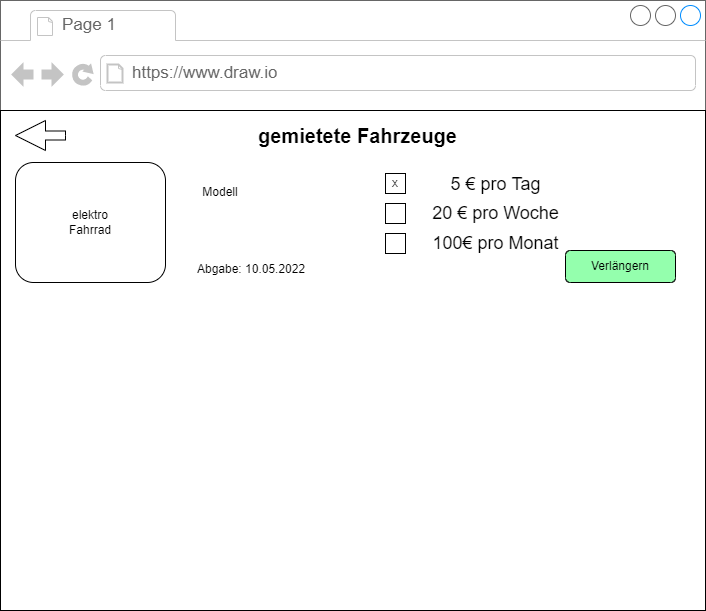 Page 1
https://www.draw.io
gemietete Fahrzeuge
elektro
Fahrrad
Modell
Abgabe: 10.05.2022
x
5 € pro Tag
20 € pro Woche
100€ pro Monat
Verlängern